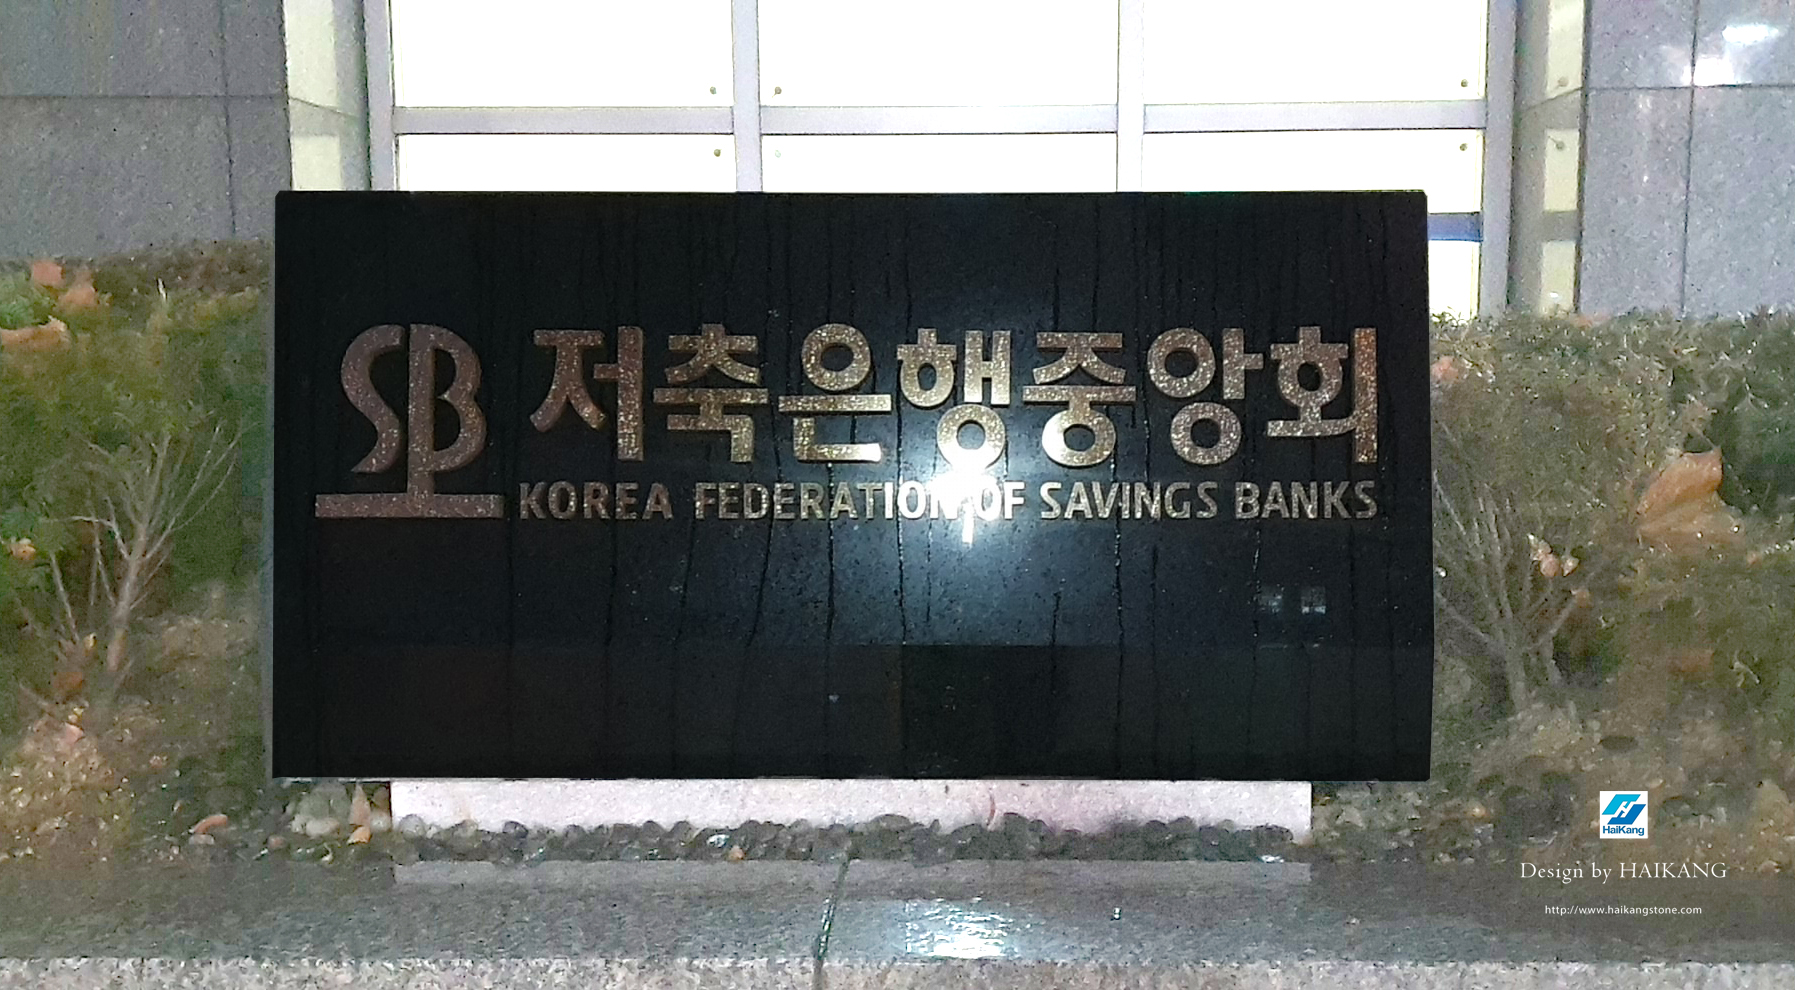 SB 저축은행중앙회
KOREA FEDERATION OF SAVINGS BANKS
HaiKang
Design by HAIKANG
http://www.haikangstone.com